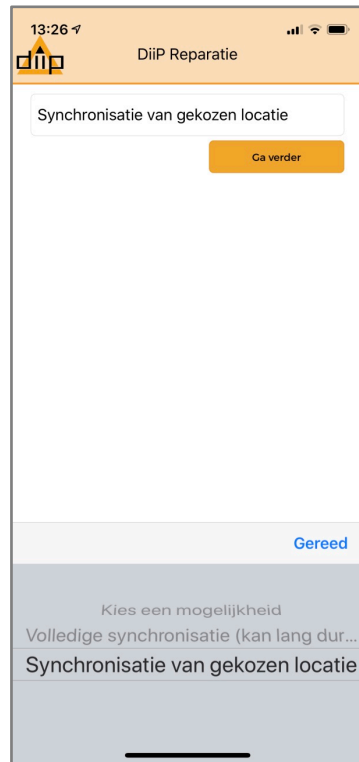 13:26
diip
DiiP Reparatie
Synchronisatie van gekozen locatie
Ga verder
Gereed
Kies een mogelijkheid
Volledige synchronisatie (kan lang dur...
Synchronisatie van gekozen locatie